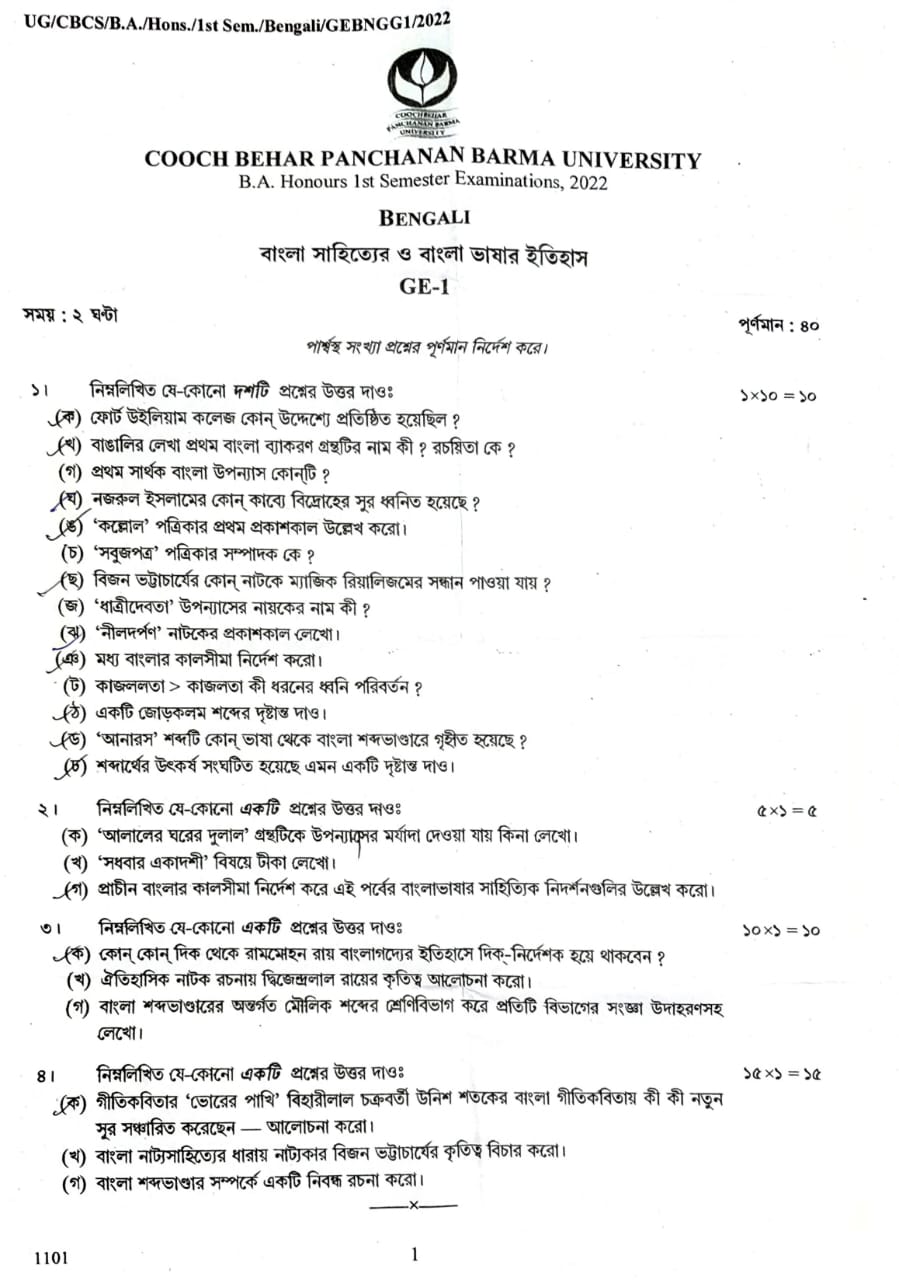 UG/CBCS/B.A./Hons./1st Sem./Bengali/GEBNGG1/2022
COOCH BEHAR
PANCHANAN BARMA
UNIVERSITY
COOCH BEHAR PANCHANAN BARMA UNIVERSITY
B.A. Honours 1st Semester Examinations, 2022
BENGALI
বাংলা সাহিত্যের ও বাংলা ভাষার ইতিহাস
GE-1
সময় : ২ ঘণ্টা
পূর্ণমান : ৪০
পার্শ্বস্থ সংখ্যা প্রশ্নের পূর্ণমান নির্দেশ করে।
১। নিম্নলিখিত যে-কোনো দশটি প্রশ্নের উত্তর দাওঃ ১×১০ = ১০
(ক) ফোর্ট উইলিয়াম কলেজ কোন্ উদ্দেশ্যে প্রতিষ্ঠিত হয়েছিল ?
(খ) বাঙালির লেখা প্রথম বাংলা ব্যাকরণ গ্রন্থটির নাম কী ? রচয়িতা কে ?
(গ) প্রথম সার্থক বাংলা উপন্যাস কোন্‌টি ?
(ঘ) নজরুল ইসলামের কোন্ কাব্যে বিদ্রোহের সুর ধ্বনিত হয়েছে ?
(ঙ) ‘কল্লোল’ পত্রিকার প্রথম প্রকাশকাল উল্লেখ করো।
(চ) ‘সবুজপত্র’ পত্রিকার সম্পাদক কে ?
(ছ) বিজন ভট্টাচার্যের কোন্ নাটকে ম্যাজিক রিয়ালিজমের সন্ধান পাওয়া যায় ?
(জ) ‘ধাত্রীদেবতা’ উপন্যাসের নায়কের নাম কী ?
(ঝ) ‘নীলদর্পণ’ নাটকের প্রকাশকাল লেখো।
(ঞ) মধ্য বাংলার কালসীমা নির্দেশ করো।
(ট) কাজললতা > কাজলতা কী ধরনের ধ্বনি পরিবর্তন ?
(ঠ) একটি জোড়কলম শব্দের দৃষ্টান্ত দাও।
(ড) ‘আনারস’ শব্দটি কোন্ ভাষা থেকে বাংলা শব্দভাণ্ডারে গৃহীত হয়েছে ?
(ঢ) শব্দার্থের উৎকর্ষ সংঘটিত হয়েছে এমন একটি দৃষ্টান্ত দাও।
২। নিম্নলিখিত যে-কোনো একটি প্রশ্নের উত্তর দাওঃ ৫×১ = ৫
(ক) ‘আলালের ঘরের দুলাল’ গ্রন্থটিকে উপন্যাসের মর্যাদা দেওয়া যায় কিনা লেখো।
(খ) ‘সধবার একাদশী’ বিষয়ে টীকা লেখো।
(গ) প্রাচীন বাংলার কালসীমা নির্দেশ করে এই পর্বের বাংলাভাষার সাহিত্যিক নিদর্শনগুলির উল্লেখ করো।
৩। নিম্নলিখিত যে-কোনো একটি প্রশ্নের উত্তর দাওঃ ১০×১ = ১০
(ক) কোন্ কোন্ দিক থেকে রামমোহন রায় বাংলাগদ্যের ইতিহাসে দিক্-নির্দেশক হয়ে থাকবেন ?
(খ) ঐতিহাসিক নাটক রচনায় দ্বিজেন্দ্রলাল রায়ের কৃতিত্ব আলোচনা করো।
(গ) বাংলা শব্দভাণ্ডারের অন্তর্গত মৌলিক শব্দের শ্রেণিবিভাগ করে প্রতিটি বিভাগের সংজ্ঞা উদাহরণসহ
লেখো।
৪। নিম্নলিখিত যে-কোনো একটি প্রশ্নের উত্তর দাওঃ ১৫×১ = ১৫
(ক) গীতিকবিতার ‘ভোরের পাখি’ বিহারীলাল চক্রবর্তী উনিশ শতকের বাংলা গীতিকবিতায় কী কী নতুন
সুর সঞ্চারিত করেছেন — আলোচনা করো।
(খ) বাংলা নাট্যসাহিত্যের ধারায় নাট্যকার বিজন ভট্টাচার্যের কৃতিত্ব বিচার করো।
(গ) বাংলা শব্দভাণ্ডার সম্পর্কে একটি নিবন্ধ রচনা করো।
——×——
1101
1